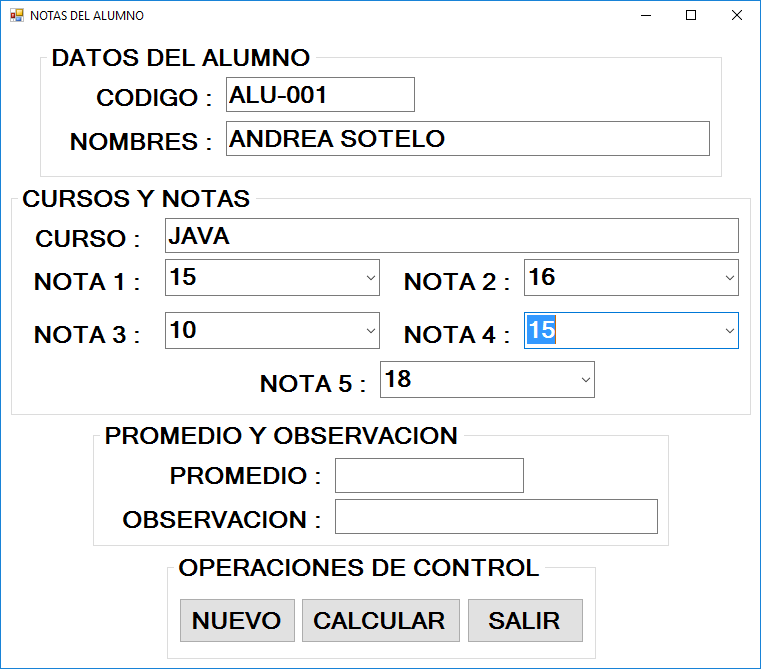 NOTAS DEL ALUMNO
DATOS DEL ALUMNO
CODIGO : ALU-001
NOMBRES : ANDREA SOTELO
CURSOS Y NOTAS
CURSO : JAVA
NOTA 1 : 15 NOTA 2 : 16
NOTA 3 : 10 NOTA 4 : 15
NOTA 5 : 18
PROMEDIO Y OBSERVACION
PROMEDIO :
OBSERVACION :
OPERACIONES DE CONTROL
NUEVO CALCULAR SALIR